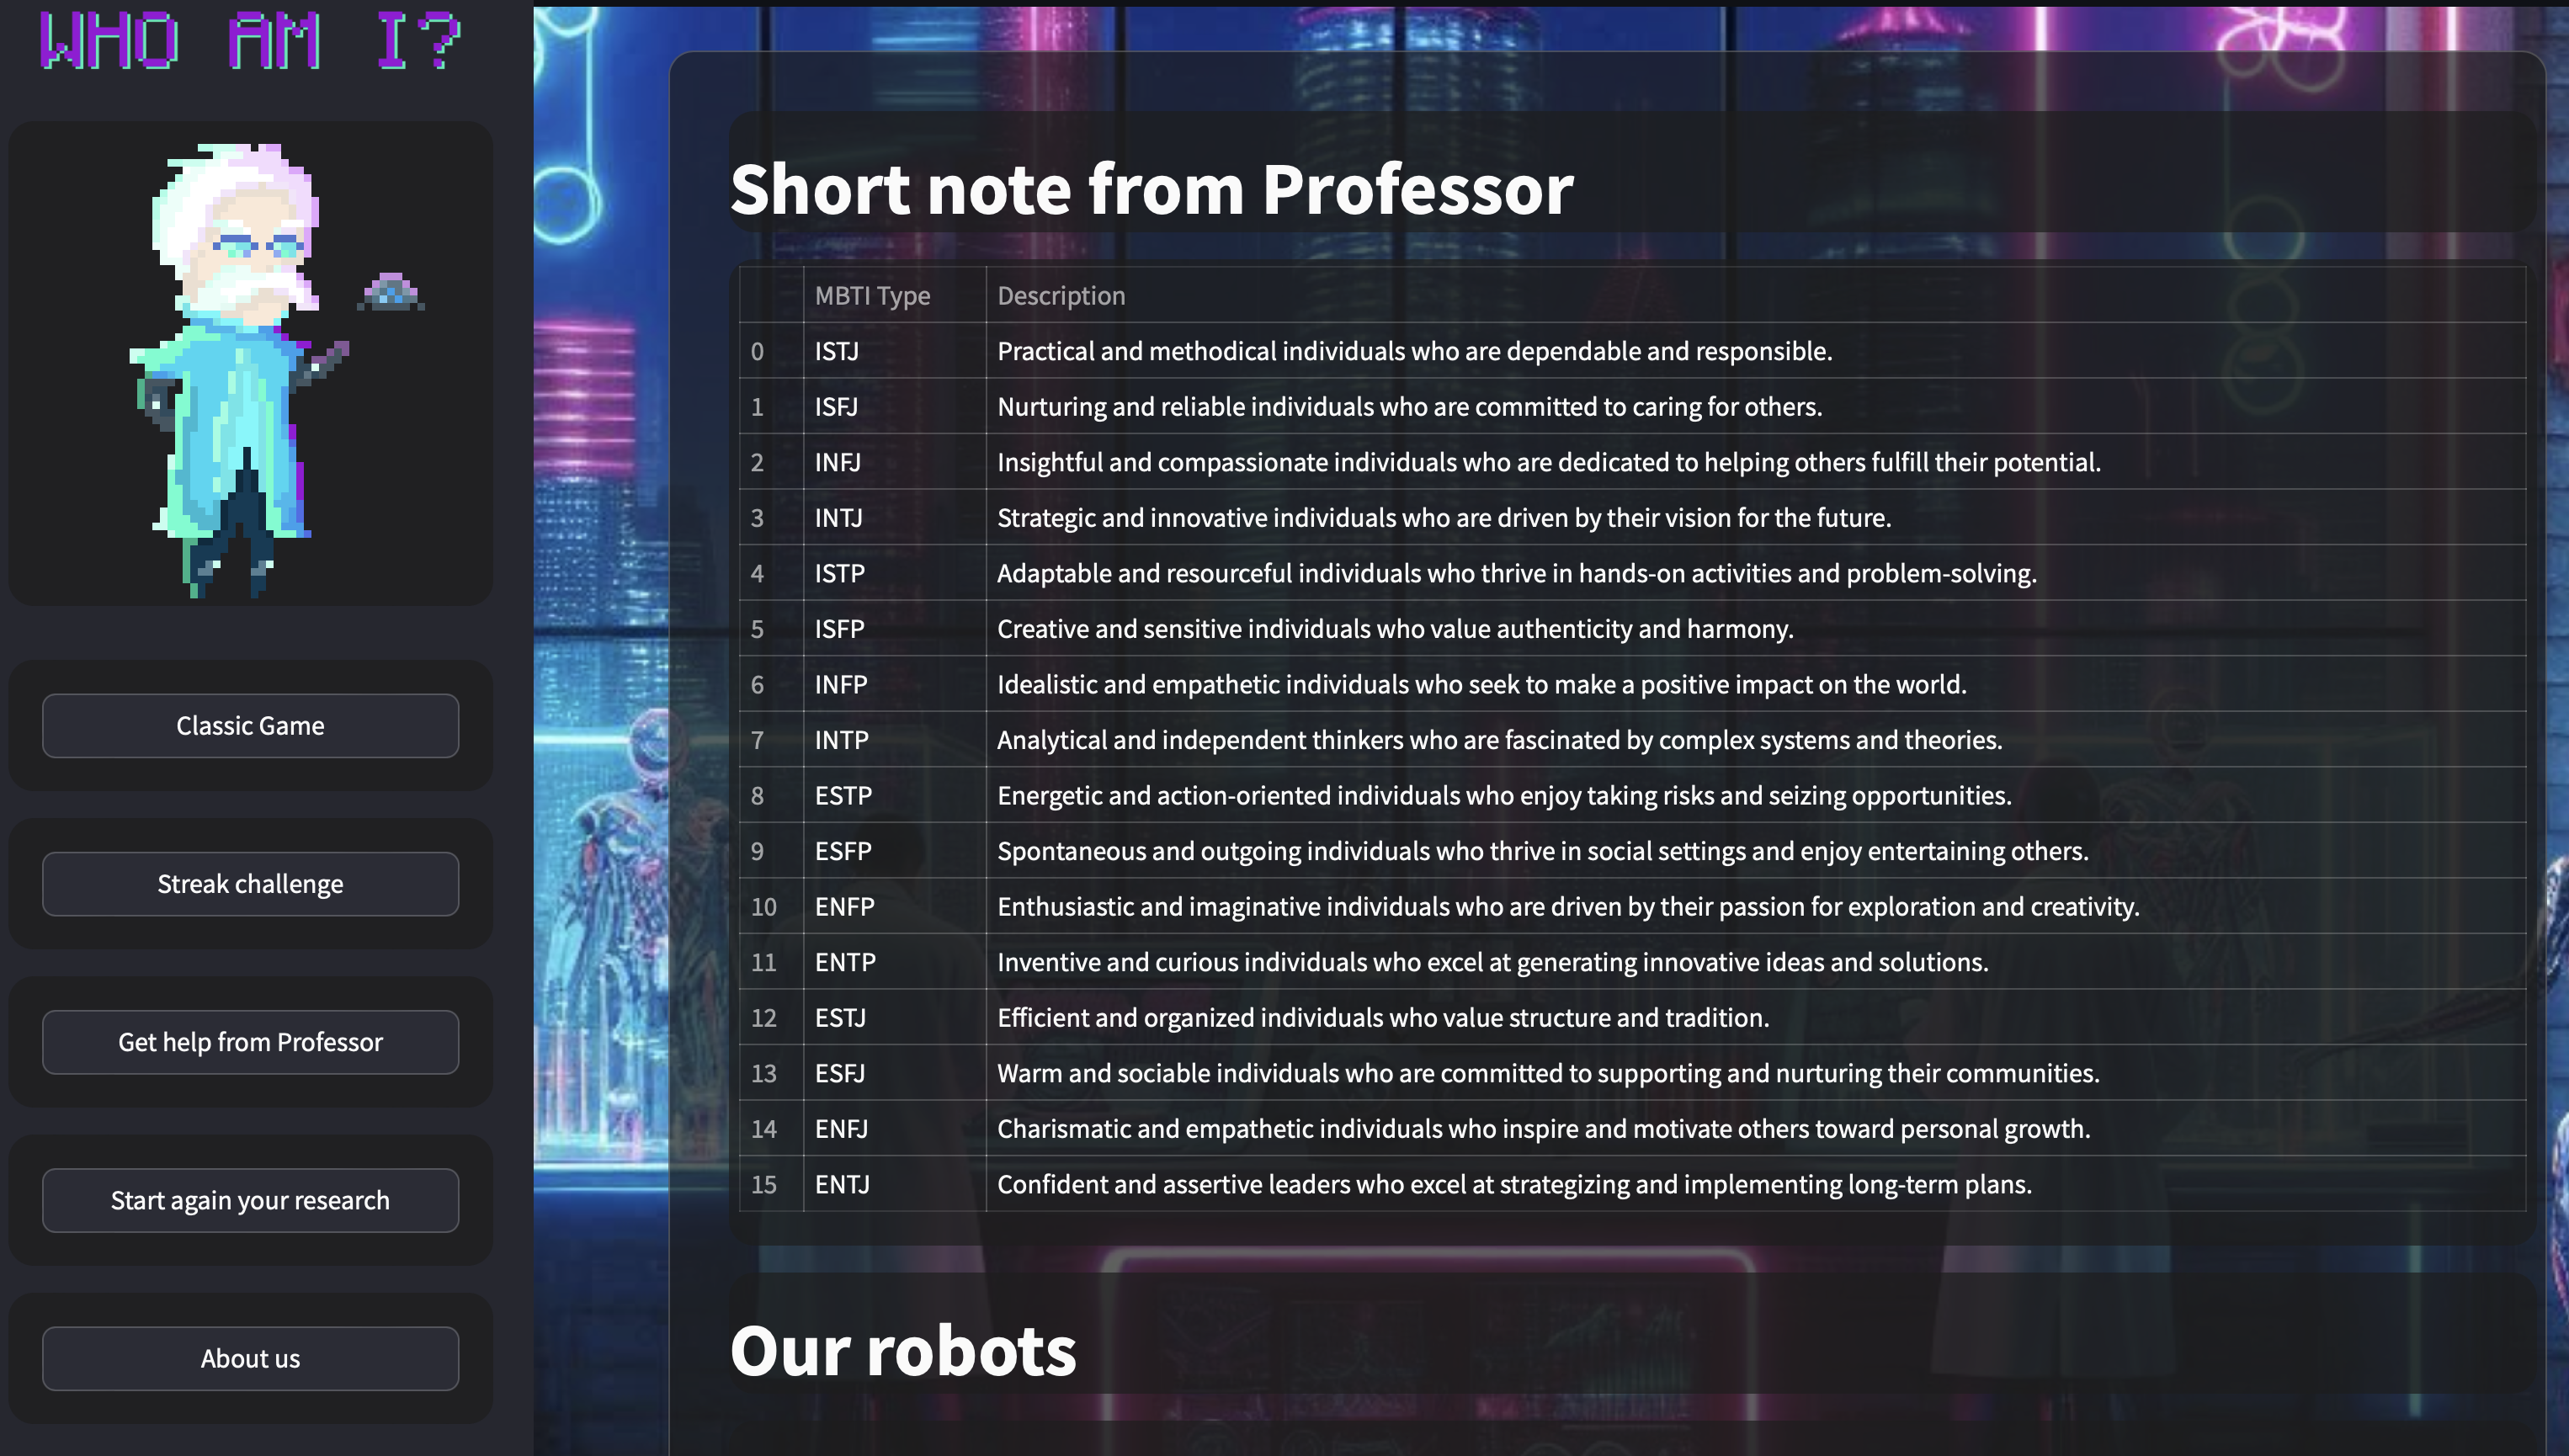 WHO AM I?
Classic Game
Streak challenge
Get help from Professor
Start again your research
About us
Short note from Professor
MBTI Type Description
0 ISTJ Practical and methodical individuals who are dependable and responsible.
1 ISFJ Nurturing and reliable individuals who are committed to caring for others.
2 INFJ Insightful and compassionate individuals who are dedicated to helping others fulfill their potential.
3 INTJ Strategic and innovative individuals who are driven by their vision for the future.
4 ISTP Adaptable and resourceful individuals who thrive in hands-on activities and problem-solving.
5 ISFP Creative and sensitive individuals who value authenticity and harmony.
6 INFP Idealistic and empathetic individuals who seek to make a positive impact on the world.
7 INTP Analytical and independent thinkers who are fascinated by complex systems and theories.
8 ESTP Energetic and action-oriented individuals who enjoy taking risks and seizing opportunities.
9 ESFP Spontaneous and outgoing individuals who thrive in social settings and enjoy entertaining others.
10 ENFP Enthusiastic and imaginative individuals who are driven by their passion for exploration and creativity.
11 ENTP Inventive and curious individuals who excel at generating innovative ideas and solutions.
12 ESTJ Efficient and organized individuals who value structure and tradition.
13 ESFJ Warm and sociable individuals who are committed to supporting and nurturing their communities.
14 ENFJ Charismatic and empathetic individuals who inspire and motivate others toward personal growth.
15 ENTJ Confident and assertive leaders who excel at strategizing and implementing long-term plans.
Our robots